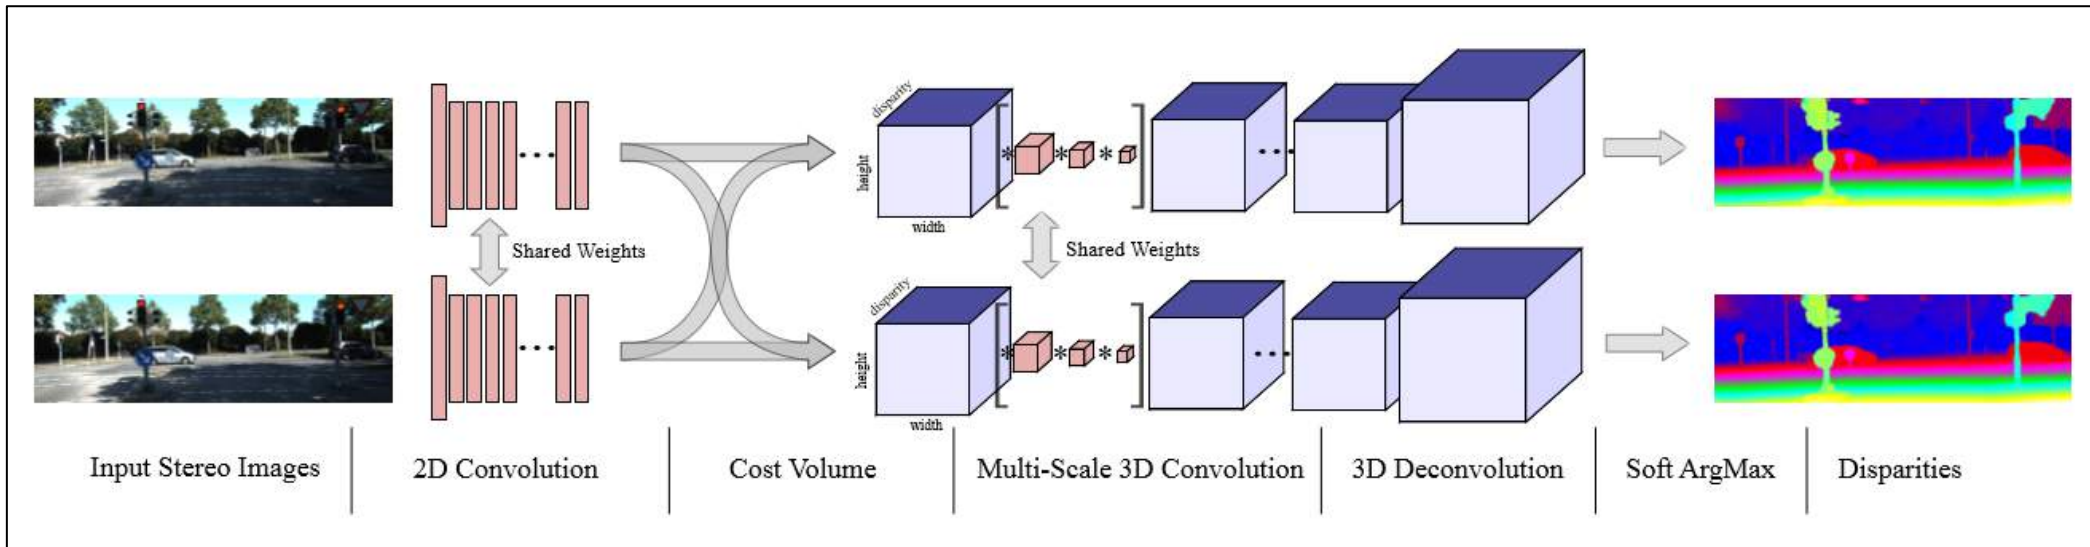 disparity
height
width
Shared Weights
Shared Weights
disparity
height
width
Input Stereo Images
2D Convolution
Cost Volume
Multi-Scale 3D Convolution
3D Deconvolution
Soft ArgMax
Disparities